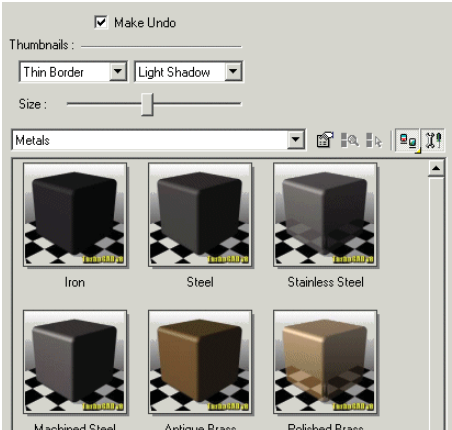 Make Undo
Thumbnails :
Thin Border Light Shadow
Size :
Metals
Iron Steel Stainless Steel
Machined Steel Antique Brass Polished Brass